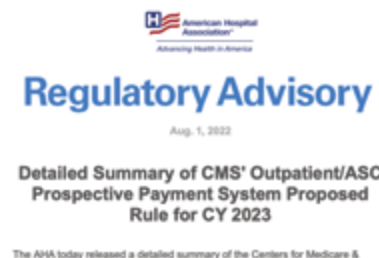 American Hospital
Association™
Advancing Health in America
Regulatory Advisory
Aug. 1, 2022
Detailed Summary of CMS' Outpatient/ASC
Prospective Payment System Proposed
Rule for CY 2023
The AHA today released a detailed summary of the Centers for Medicare &